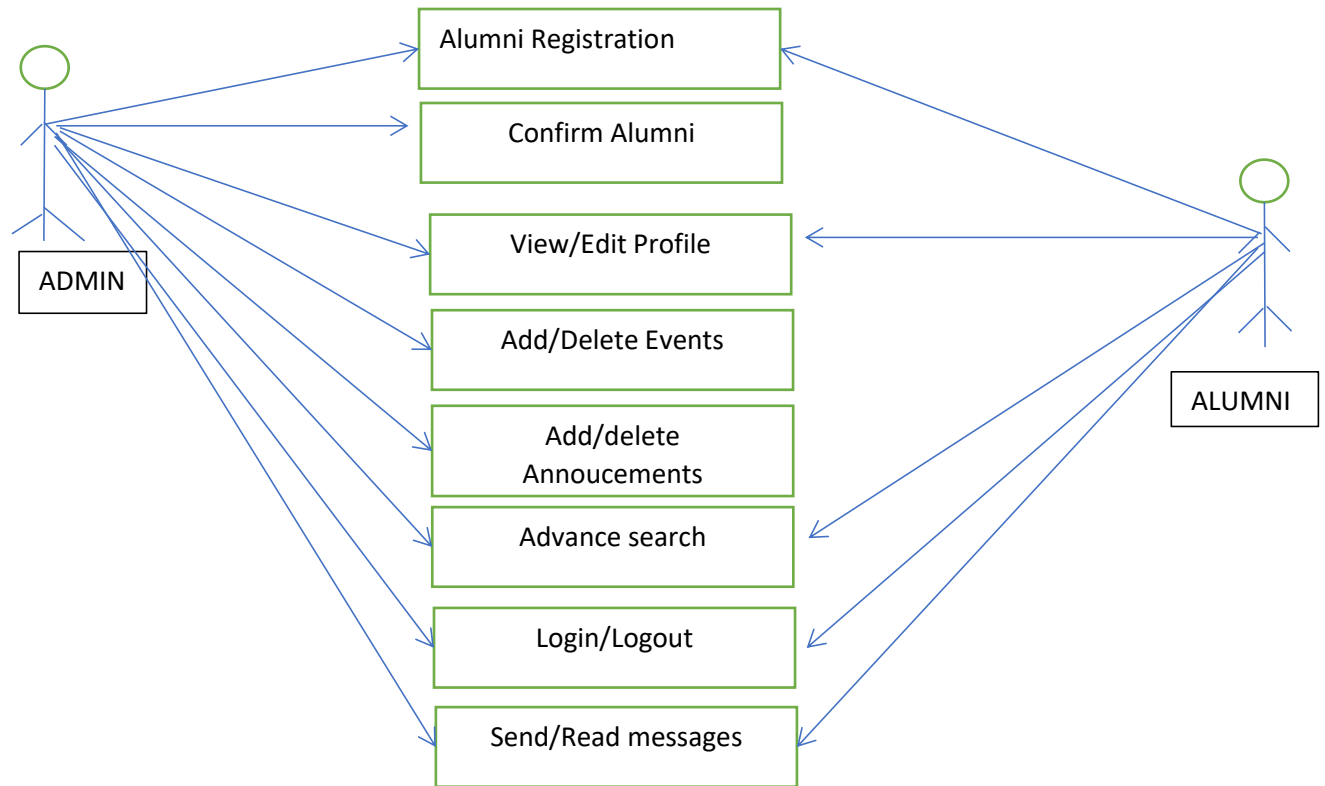 Alumni Registration
Confirm Alumni
View/Edit Profile
ADMIN
Add/Delete Events
ALUMNI
Add/delete
Annoucements
Advance search
Login/Logout
Send/Read messages